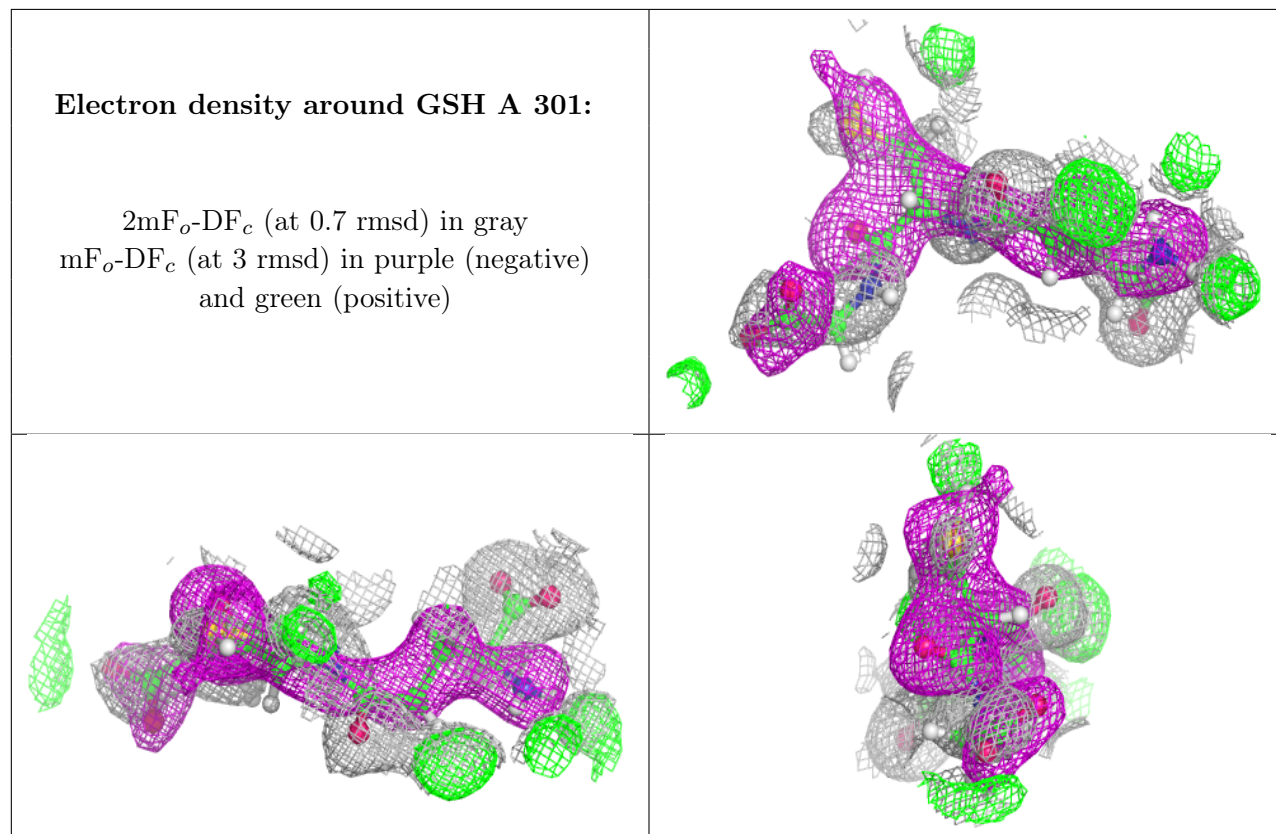 Electron density around GSH A 301:
2mFₒ-DF𝒸 (at 0.7 rmsd) in gray
mFₒ-DF𝒸 (at 3 rmsd) in purple (negative)
and green (positive)